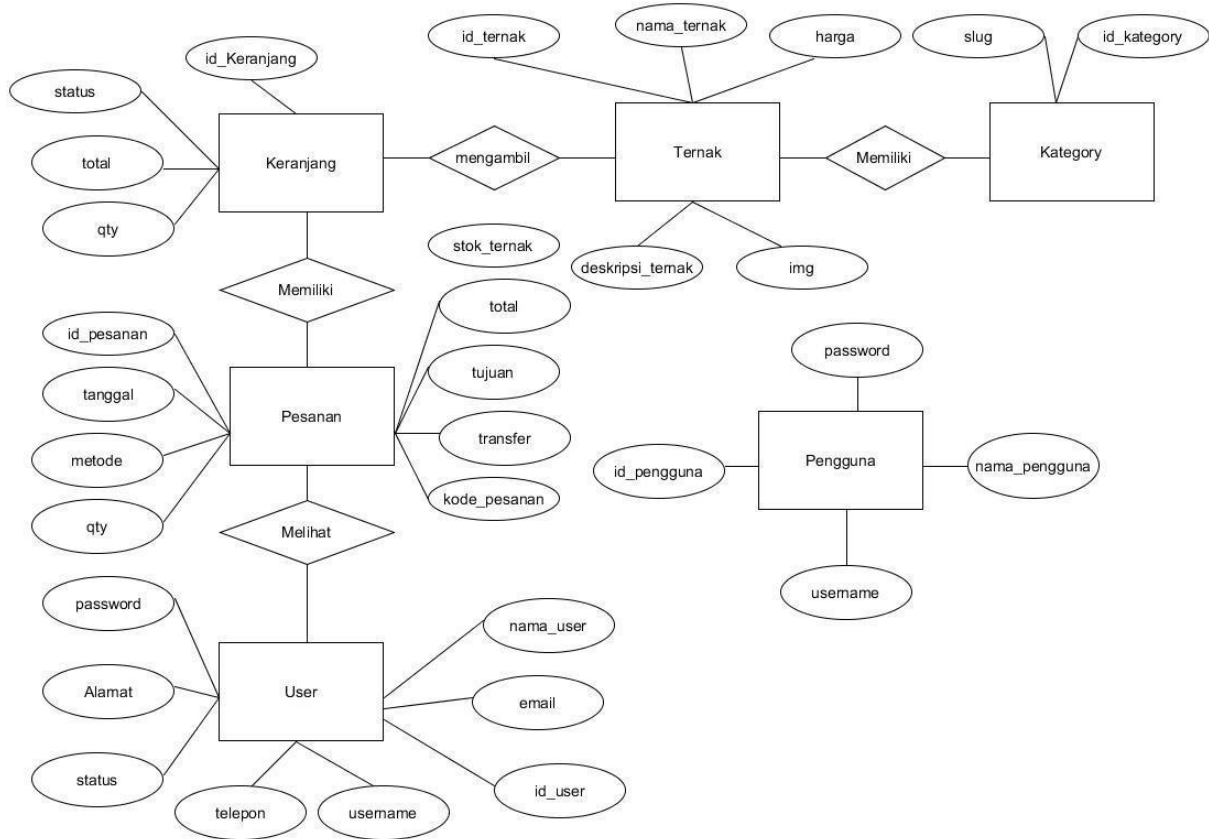 id_ternak
nama_ternak
harga
slug
id_kategory
id_Keranjang
status
total
qty
Keranjang
mengambil
Ternak
Memiliki
Kategory
deskripsi_ternak
img
Memiliki
stok_ternak
total
id_pesanan
tanggal
metode
qty
Pesanan
tujuan
transfer
kode_pesanan
password
id_pengguna
Pengguna
nama_pengguna
username
Melihat
password
Alamat
status
User
nama_user
email
id_user
telepon
username